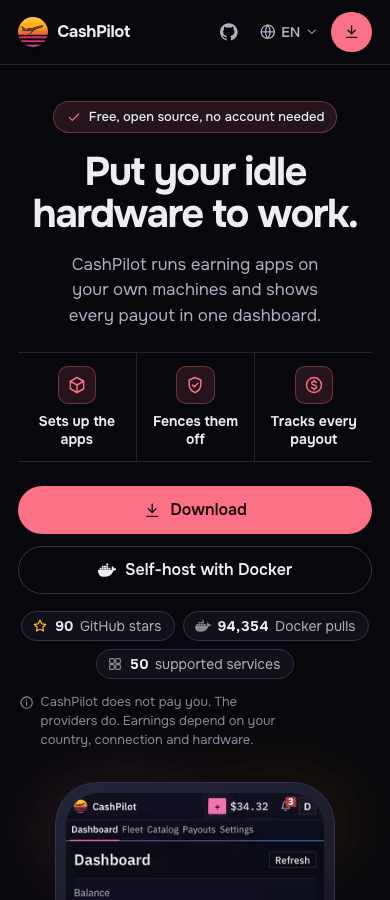 CashPilot
EN
Free, open source, no account needed
Put your idle
hardware to work.
CashPilot runs earning apps on
your own machines and shows
every payout in one dashboard.
Sets up the
apps
Fences them
off
Tracks every
payout
Download
Self-host with Docker
90 GitHub stars
94,354 Docker pulls
50 supported services
CashPilot does not pay you. The
providers do. Earnings depend on your
country, connection and hardware.
CashPilot + $34.32 3 D
Dashboard Fleet Catalog Payouts Settings
Dashboard Refresh
Balance